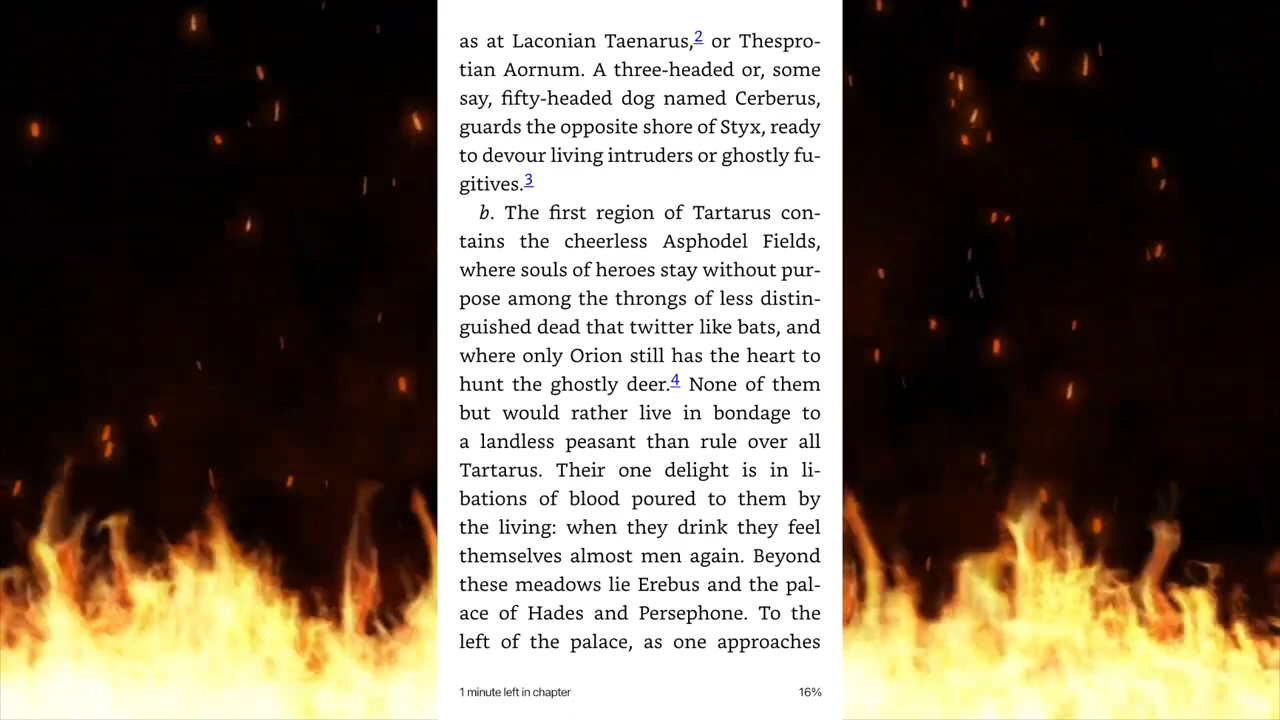 as at Laconian Taenarus,2 or Thespro-
tian Aornum. A three-headed or, some
say, fifty-headed dog named Cerberus,
guards the opposite shore of Styx, ready
to devour living intruders or ghostly fu-
gitives.3
b. The first region of Tartarus con-
tains the cheerless Asphodel Fields,
where souls of heroes stay without pur-
pose among the throngs of less distin-
guished dead that twitter like bats, and
where only Orion still has the heart to
hunt the ghostly deer.4 None of them
but would rather live in bondage to
a landless peasant than rule over all
Tartarus. Their one delight is in li-
bations of blood poured to them by
the living: when they drink they feel
themselves almost men again. Beyond
these meadows lie Erebus and the pal-
ace of Hades and Persephone. To the
left of the palace, as one approaches
1 minute left in chapter
16%